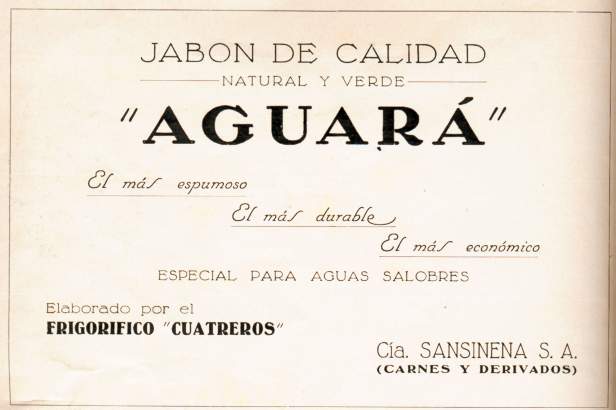 JABON DE CALIDAD
NATURAL Y VERDE
"AGUARÁ"
El más espumoso
El más durable
El más económico
ESPECIAL PARA AGUAS SALOBRES
Elaborado por el
FRIGORIFICO "CUATREROS"
Cía. SANSINENA S. A.
(CARNES Y DERIVADOS)